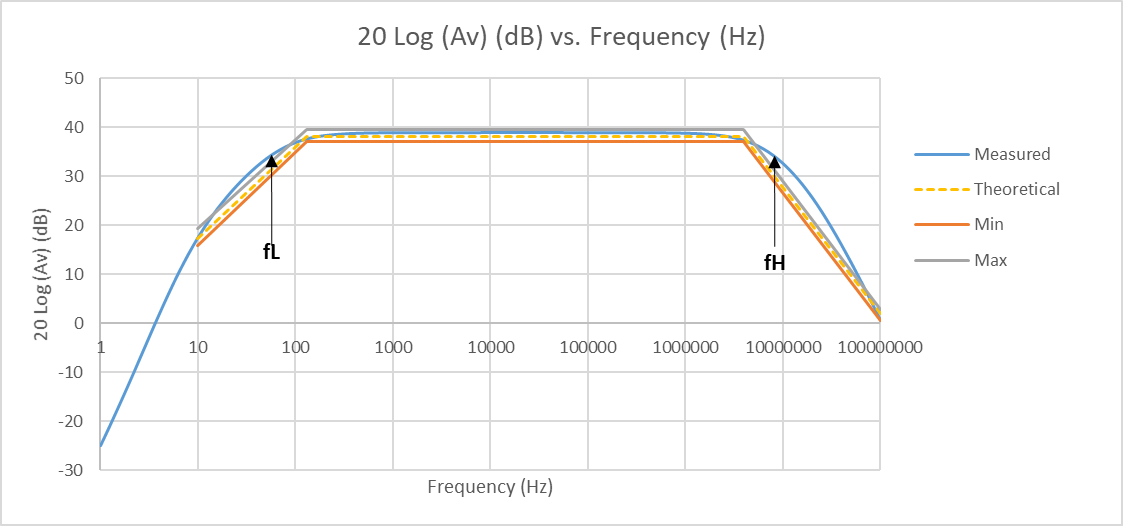 20 Log (Av) (dB) vs. Frequency (Hz)
20 Log (Av) (dB)
50
40
30
20
10
0
-10
-20
-30
1
10
100
1000
10000
100000
1000000
10000000
100000000
Frequency (Hz)
fL
fH
Measured
Theoretical
Min
Max